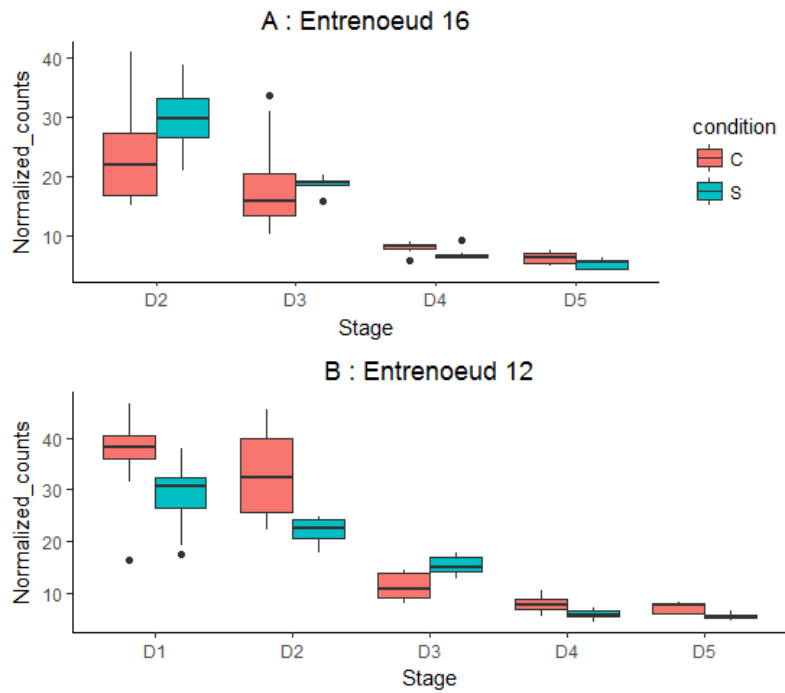 A : Entrenoeud 16
Normalized_counts
40
30
20
10
D2 D3 D4 D5
Stage
condition
C
S
B : Entrenoeud 12
Normalized_counts
40
30
20
10
D1 D2 D3 D4 D5
Stage